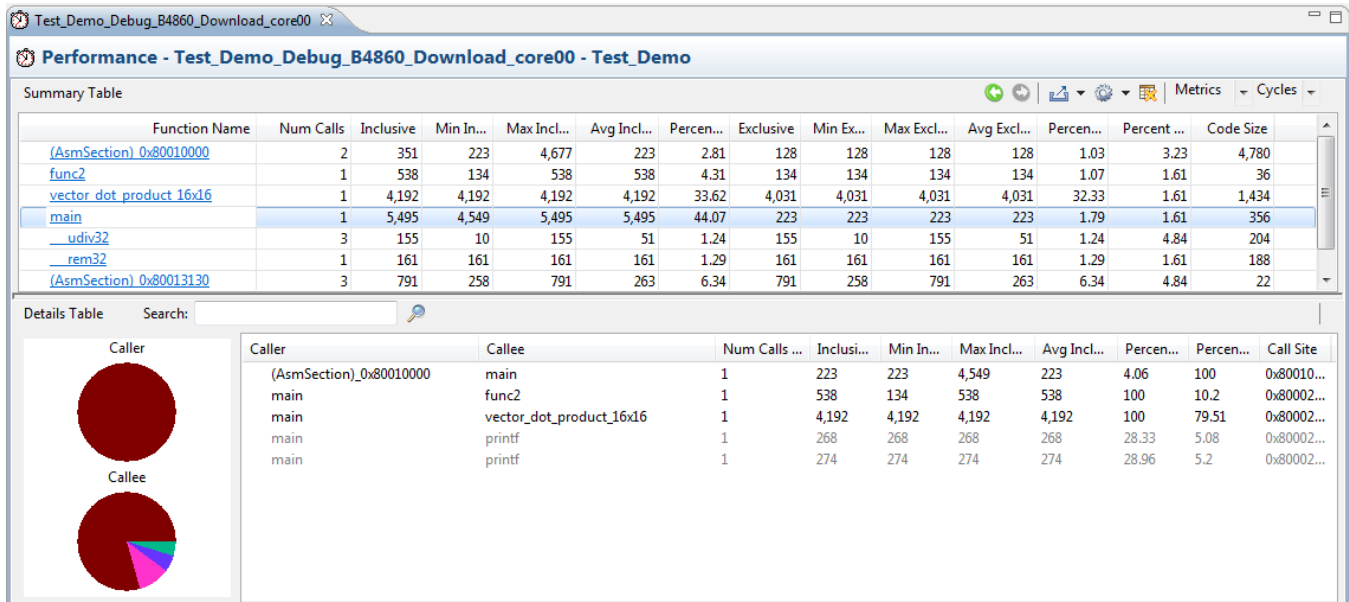 Test_Demo_Debug_B4860_Download_core00
Performance - Test_Demo_Debug_B4860_Download_core00 - Test_Demo
Summary Table Metrics Cycles
Function Name Num Calls Inclusive Min In... Max Incl... Avg Incl... Percen... Exclusive Min Ex... Max Excl... Avg Excl... Percen... Percent ... Code Size
(AsmSection)_0x80010000 2 351 223 4,677 223 2.81 128 128 128 128 1.03 3.23 4,780
func2 1 538 134 538 538 4.31 134 134 134 134 1.07 1.61 36
vector_dot_product_16x16 1 4,192 4,192 4,192 4,192 33.62 4,031 4,031 4,031 4,031 32.33 1.61 1,434
main 1 5,495 4,549 5,495 5,495 44.07 223 223 223 223 1.79 1.61 356
__udiv32 3 155 10 155 51 1.24 155 10 155 51 1.24 4.84 204
__rem32 1 161 161 161 161 1.29 161 161 161 161 1.29 1.61 188
(AsmSection)_0x80013130 3 791 258 791 263 6.34 791 258 791 263 6.34 4.84 22
Details Table Search:
Caller
Callee
Caller Callee Num Calls ... Inclusi... Min In... Max Incl... Avg Incl... Percen... Percen... Call Site
(AsmSection)_0x80010000 main 1 223 223 4,549 223 4.06 100 0x80010...
main func2 1 538 134 538 538 100 10.2 0x80002...
main vector_dot_product_16x16 1 4,192 4,192 4,192 4,192 100 79.51 0x80002...
main printf 1 268 268 268 268 28.33 5.08 0x80002...
main printf 1 274 274 274 274 28.96 5.2 0x80002...